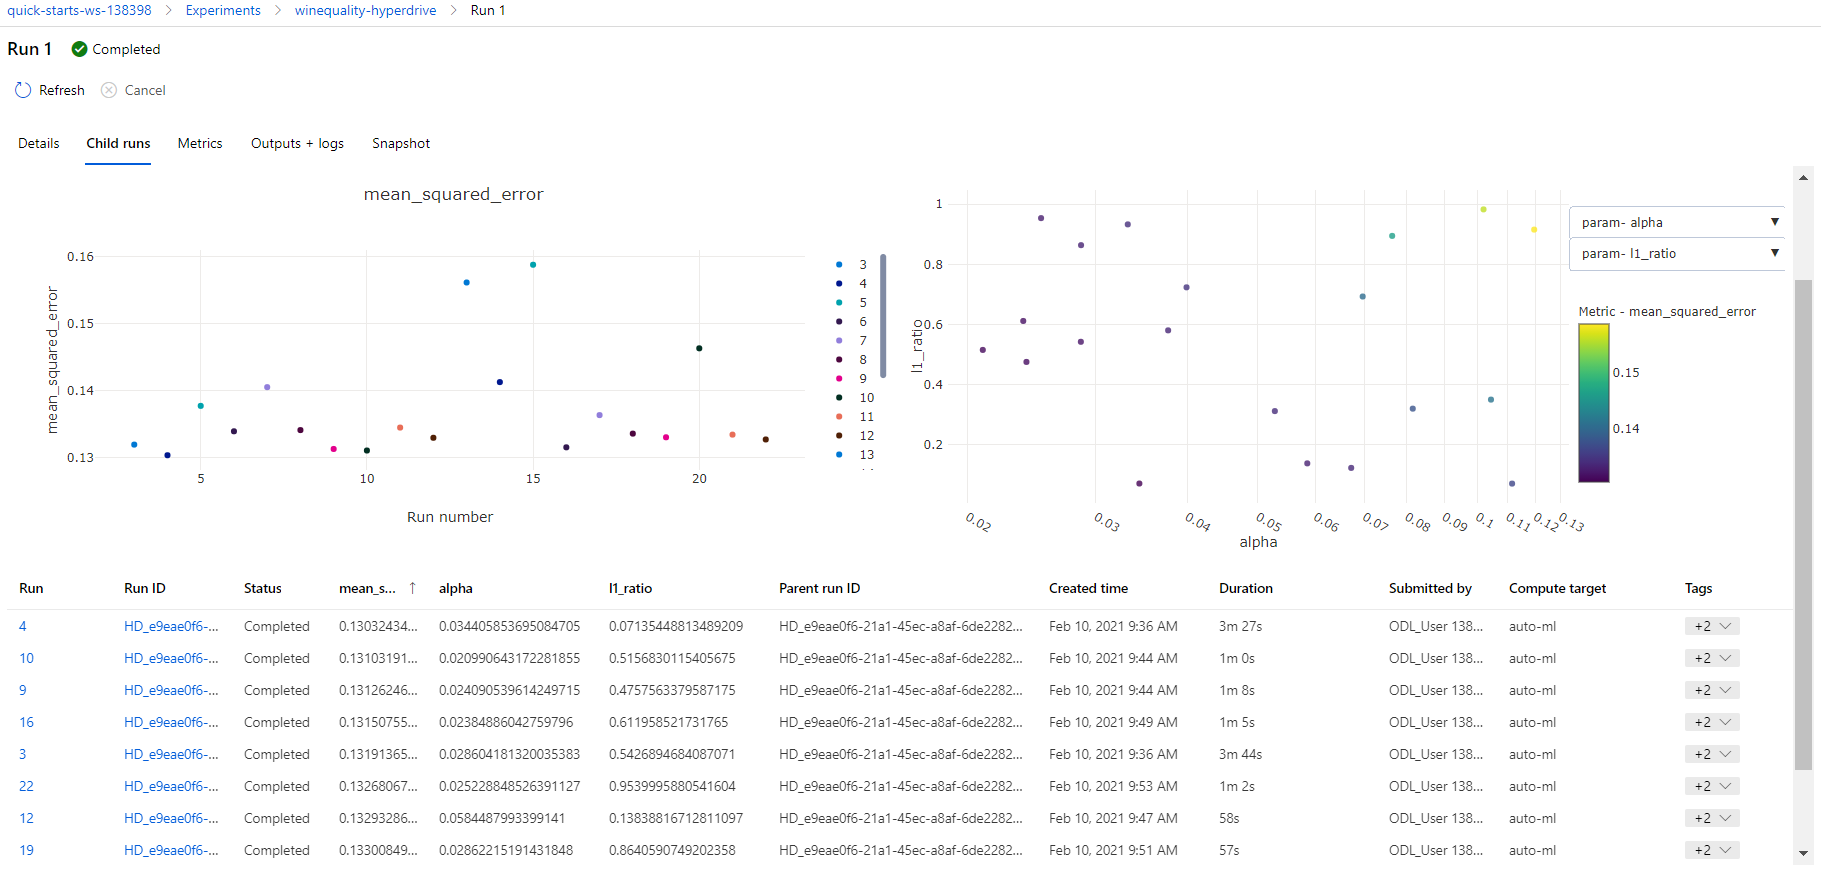 quick-starts-ws-138398 > Experiments > winequality-hyperdrive > Run 1
Run 1 Completed
Refresh Cancel
Details Child runs Metrics Outputs + logs Snapshot
mean_squared_error
mean_squared_error
0.16
0.15
0.14
0.13
5 10 15 20
Run number
3
4
5
6
7
8
9
10
11
12
13
l1_ratio
1
0.8
0.6
0.4
0.2
0.02 0.03 0.04 0.05 0.06 0.07 0.08 0.09 0.1 0.11 0.12 0.13
alpha
param- alpha
param- l1_ratio
Metric - mean_squared_error
0.15
0.14
Run Run ID Status mean_s... ↑ alpha l1_ratio Parent run ID Created time Duration Submitted by Compute target Tags
4 HD_e9eae0f6-... Completed 0.13032434... 0.034405853695084705 0.07135448813489209 HD_e9eae0f6-21a1-45ec-a8af-6de2282... Feb 10, 2021 9:36 AM 3m 27s ODL_User 138... auto-ml +2
10 HD_e9eae0f6-... Completed 0.13103191... 0.020990643172281855 0.5156830115405675 HD_e9eae0f6-21a1-45ec-a8af-6de2282... Feb 10, 2021 9:44 AM 1m 0s ODL_User 138... auto-ml +2
9 HD_e9eae0f6-... Completed 0.13126246... 0.024090539614249715 0.4757563379587175 HD_e9eae0f6-21a1-45ec-a8af-6de2282... Feb 10, 2021 9:44 AM 1m 8s ODL_User 138... auto-ml +2
16 HD_e9eae0f6-... Completed 0.13150755... 0.02384886042759796 0.611958521731765 HD_e9eae0f6-21a1-45ec-a8af-6de2282... Feb 10, 2021 9:49 AM 1m 5s ODL_User 138... auto-ml +2
3 HD_e9eae0f6-... Completed 0.13191365... 0.028604181320035383 0.5426894684087071 HD_e9eae0f6-21a1-45ec-a8af-6de2282... Feb 10, 2021 9:36 AM 3m 44s ODL_User 138... auto-ml +2
22 HD_e9eae0f6-... Completed 0.13268067... 0.025228848526391127 0.9539995880541604 HD_e9eae0f6-21a1-45ec-a8af-6de2282... Feb 10, 2021 9:53 AM 1m 2s ODL_User 138... auto-ml +2
12 HD_e9eae0f6-... Completed 0.13293286... 0.0584487993399141 0.13838816712811097 HD_e9eae0f6-21a1-45ec-a8af-6de2282... Feb 10, 2021 9:47 AM 58s ODL_User 138... auto-ml +2
19 HD_e9eae0f6-... Completed 0.13300849... 0.02862215191431848 0.8640590749202358 HD_e9eae0f6-21a1-45ec-a8af-6de2282... Feb 10, 2021 9:51 AM 57s ODL_User 138... auto-ml +2